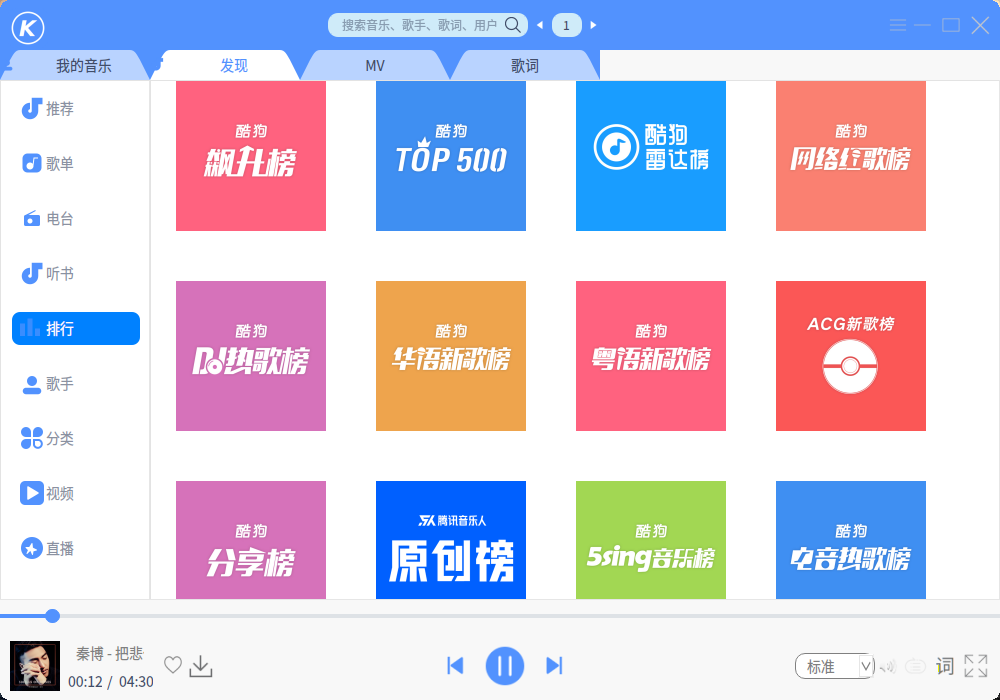 K
搜索音乐、歌手、歌词、用户
1
我的音乐
发现
MV
歌词
推荐
歌单
电台
听书
排行
歌手
分类
视频
直播
酷狗
飙升榜
酷狗
TOP 500
酷狗
雷达榜
酷狗
网络红歌榜
酷狗
DJ热歌榜
酷狗
华语新歌榜
酷狗
粤语新歌榜
ACG新歌榜
酷狗
分享榜
腾讯音乐人
原创榜
酷狗
5sing音乐榜
酷狗
电音热歌榜
秦博 - 把悲
00:12 / 04:30
标准
词